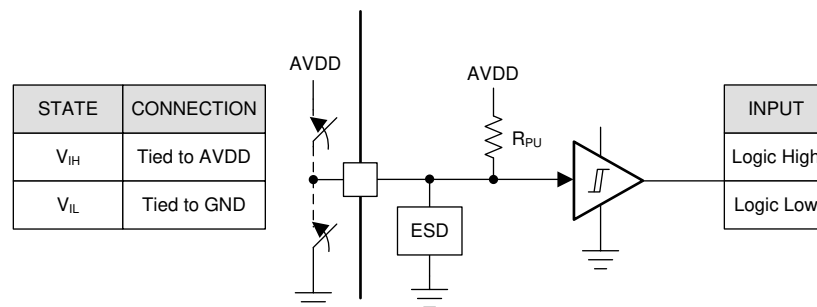 AVDD
AVDD
STATE CONNECTION
V_IH Tied to AVDD
V_IL Tied to GND
R_PU
ESD
INPUT
Logic High
Logic Low